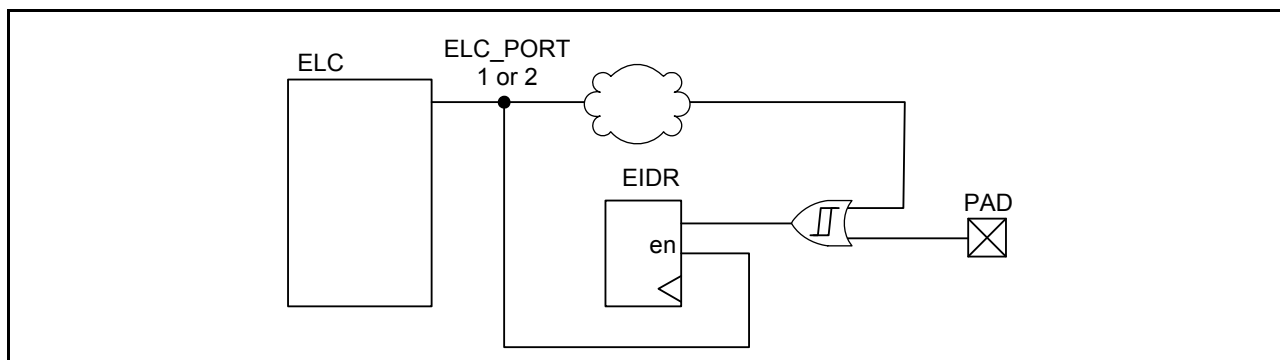 ELC
ELC_PORT
1 or 2
EIDR
PAD
en